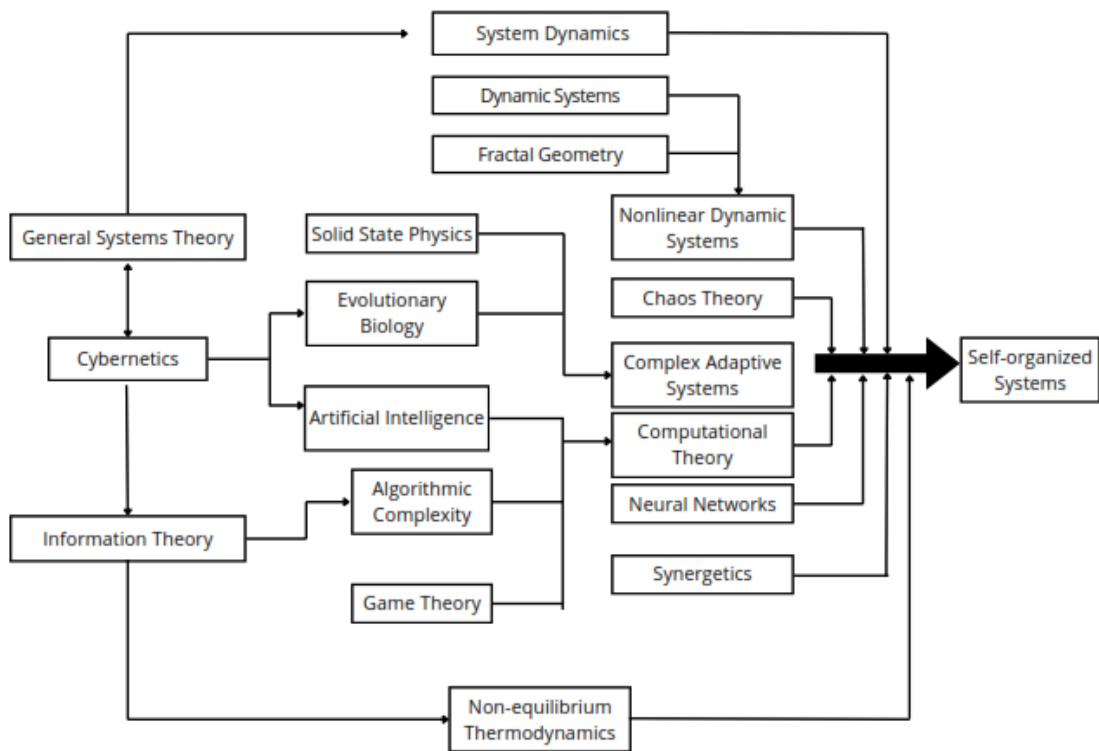 System Dynamics
Dynamic Systems
Fractal Geometry
General Systems Theory
Solid State Physics
Nonlinear Dynamic
Systems
Evolutionary
Biology
Chaos Theory
Cybernetics
Complex Adaptive
Systems
Self-organized
Systems
Artificial Intelligence
Computational
Theory
Algorithmic
Complexity
Neural Networks
Information Theory
Synergetics
Game Theory
Non-equilibrium
Thermodynamics